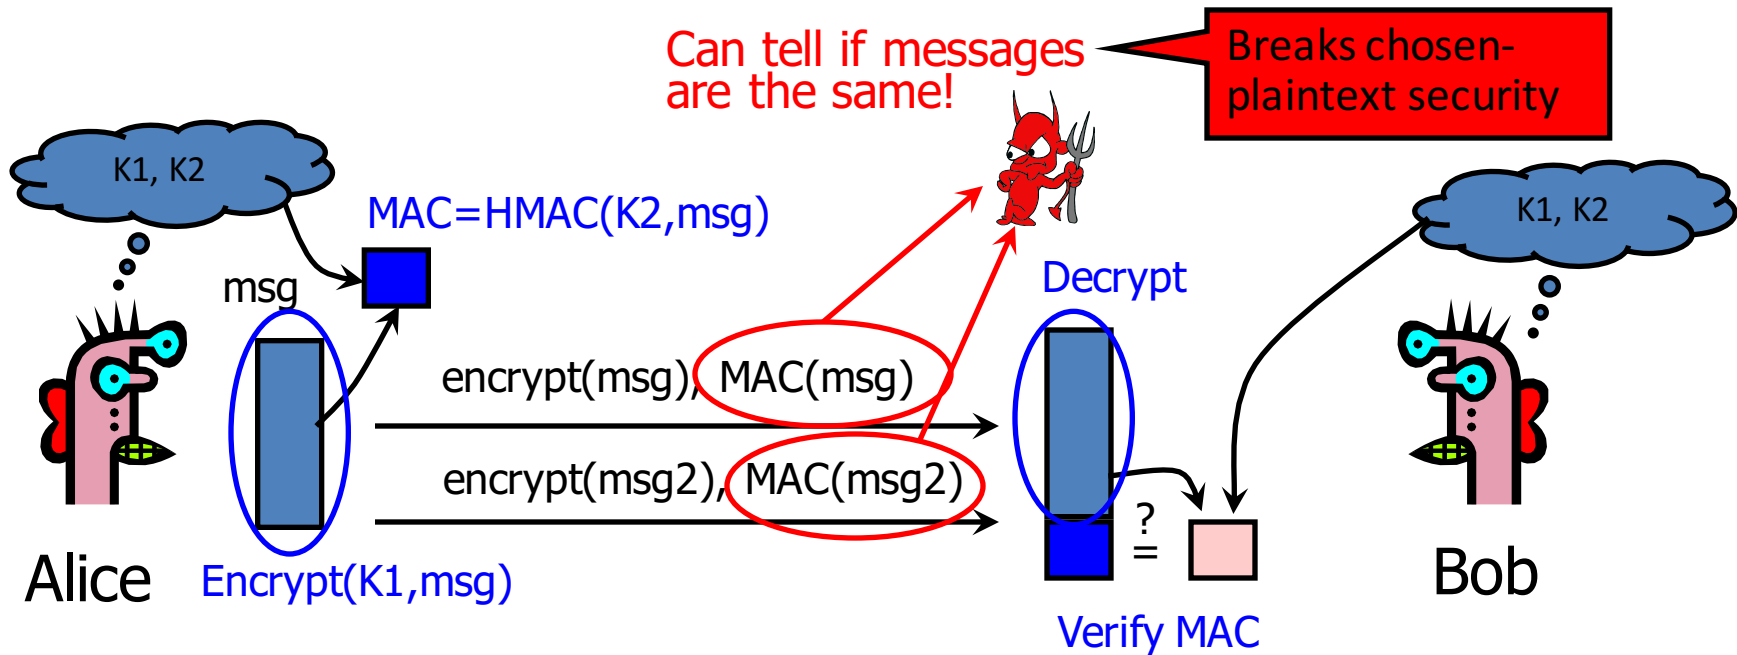 Can tell if messages
are the same!
Breaks chosen-
plaintext security
K1, K2
MAC=HMAC(K2,msg)
K1, K2
msg
Decrypt
encrypt(msg), MAC(msg)
encrypt(msg2), MAC(msg2)
?
=
Alice
Encrypt(K1,msg)
Bob
Verify MAC